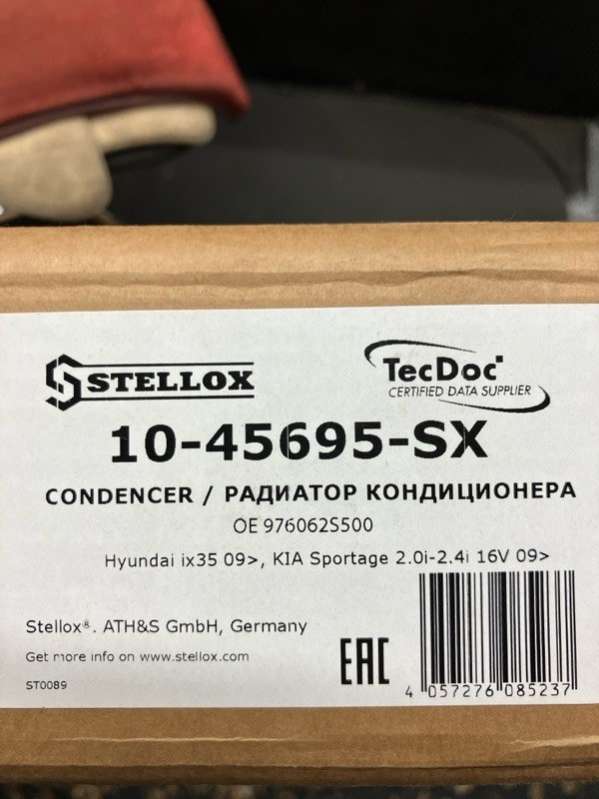 STELLOX
TecDoc
CERTIFIED DATA SUPPLIER
10-45695-SX
CONDENCER / РАДИАТОР КОНДИЦИОНЕРА
OE 976062S500
Hyundai ix35 09>, KIA Sportage 2.0i-2.4i 16V 09>
Stellox®. ATH&S GmbH, Germany
Get more info on www.stellox.com
ST0089
EAC
4 057276 085237